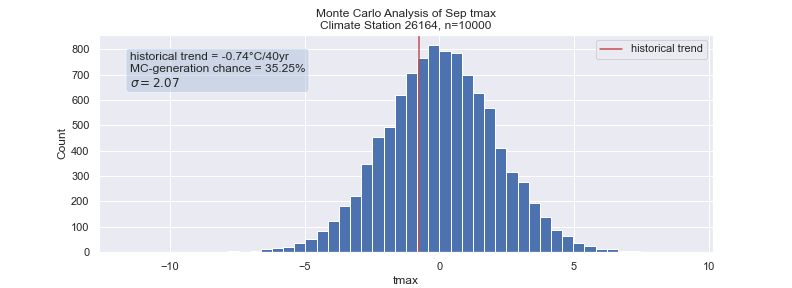 Monte Carlo Analysis of Sep tmax
Climate Station 26164, n=10000
historical trend = -0.74°C/40yr
MC-generation chance = 35.25%
σ = 2.07
historical trend
Count
800
700
600
500
400
300
200
100
0
−10
−5
0
5
10
tmax